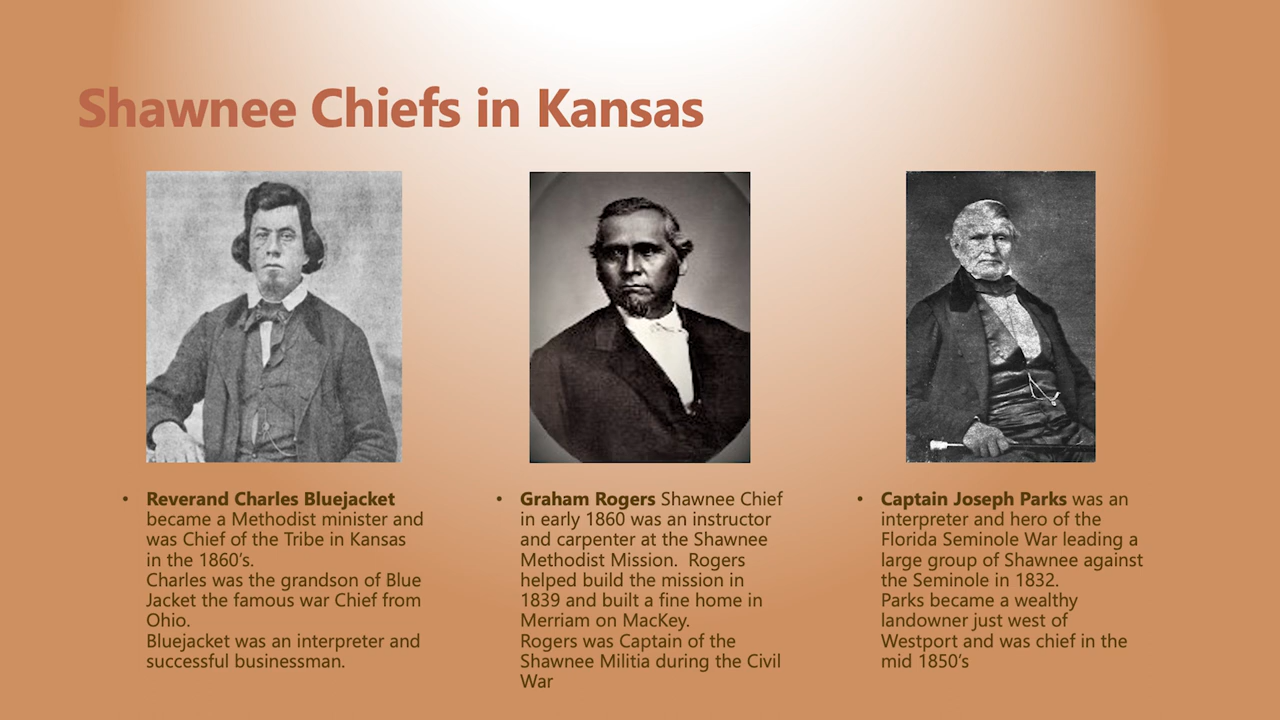 Shawnee Chiefs in Kansas
• Reverand Charles Bluejacket
became a Methodist minister and
was Chief of the Tribe in Kansas
in the 1860’s.
Charles was the grandson of Blue
Jacket the famous war Chief from
Ohio.
Bluejacket was an interpreter and
successful businessman.
• Graham Rogers Shawnee Chief
in early 1860 was an instructor
and carpenter at the Shawnee
Methodist Mission.  Rogers
helped build the mission in
1839 and built a fine home in
Merriam on MacKey.
Rogers was Captain of the
Shawnee Militia during the Civil
War
• Captain Joseph Parks was an
interpreter and hero of the
Florida Seminole War leading a
large group of Shawnee against
the Seminole in 1832.
Parks became a wealthy
landowner just west of
Westport and was chief in the
mid 1850’s